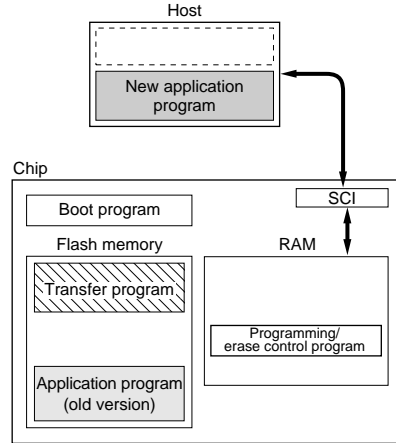 Host
New application
program
Chip
SCI
Boot program
Flash memory
RAM
Transfer program
Programming/
erase control program
Application program
(old version)